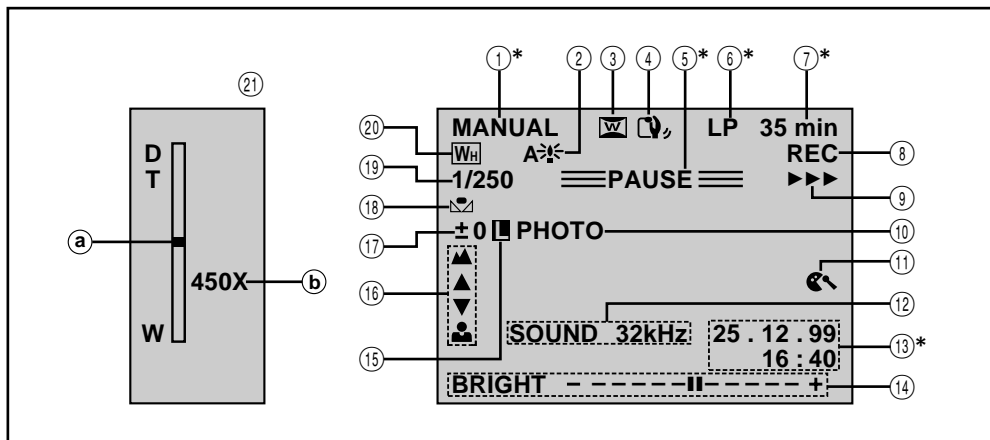 21
D
T
a
450X
b
W
1* 2 3 4 5* 6* 7*
MANUAL W LP 35 min
20 WH A REC 8
19 1/250 PAUSE 9
18
17 ±0 L PHOTO 10
11
16
12
SOUND 32kHz 25.12.99 13*
15 16:40
BRIGHT – – – – – – – – – – – – – + 14